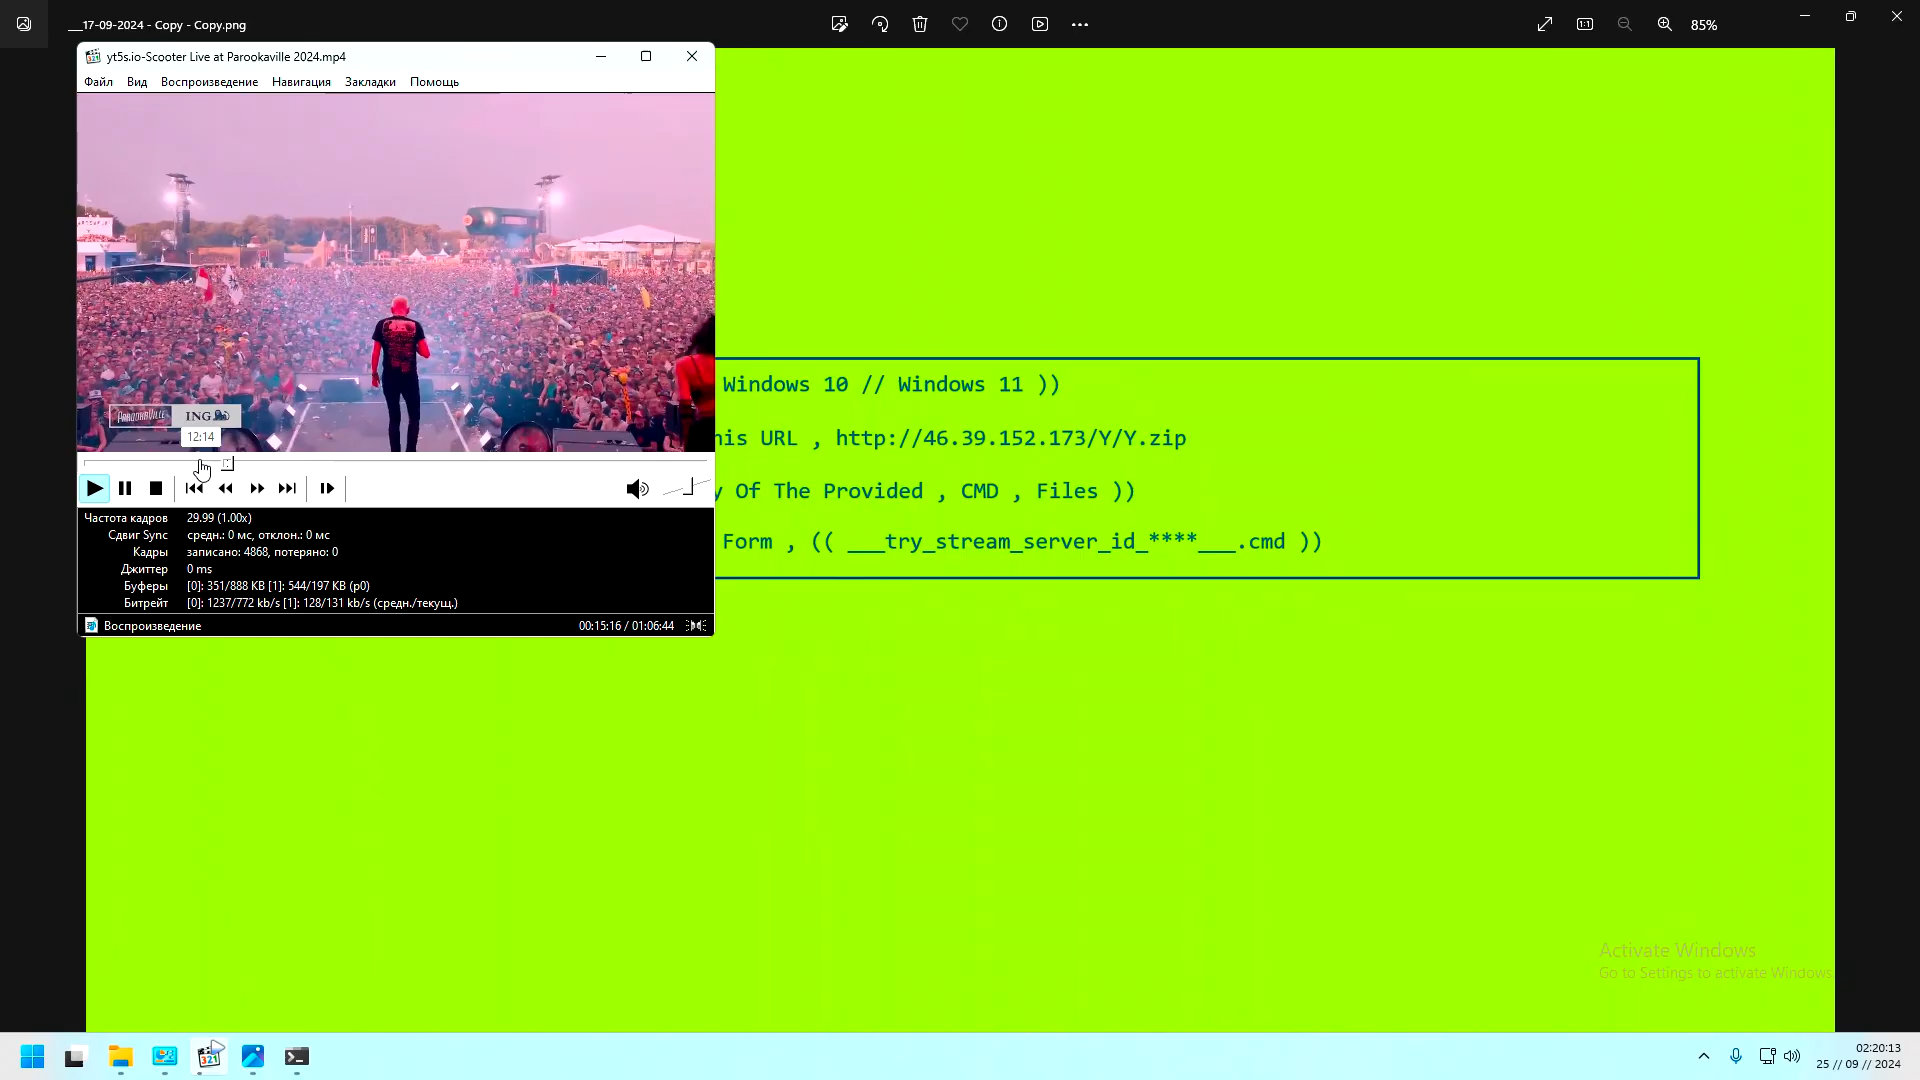 __17-09-2024 - Copy - Copy.png
85%
yt5s.io-Scooter Live at Parookaville 2024.mp4
Файл Вид Воспроизведение Навигация Закладки Помощь
PAROOKAVILLE ING
12:14
Частота кадров 29.99 (1.00x)
Сдвиг Sync средн.: 0 мс, отклон.: 0 мс
Кадры записано: 4868, потеряно: 0
Джиттер 0 ms
Буферы [0]: 351/888 KB [1]: 544/197 KB (p0)
Битрейт [0]: 1237/772 kb/s [1]: 128/131 kb/s (средн./текущ.)
Воспроизведение 00:15:16 / 01:06:44
Windows 10 // Windows 11 ))
his URL , http://46.39.152.173/Y/Y.zip
y Of The Provided , CMD , Files ))
Form , (( ___try_stream_server_id_****___.cmd ))
Activate Windows
Go to Settings to activate Windows.
321
02:20:13
25 // 09 // 2024